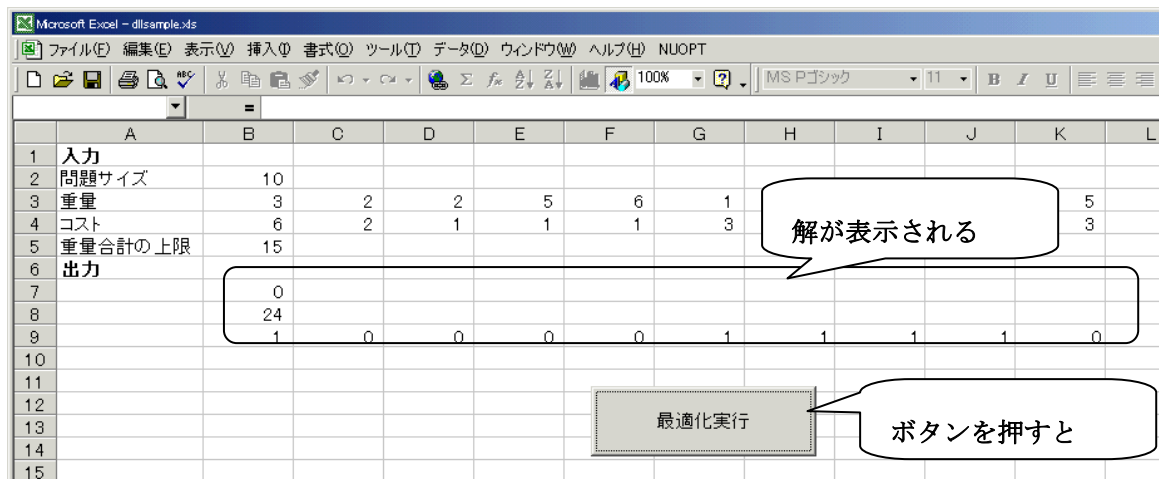 Microsoft Excel - dllsample.xls
ファイル(F) 編集(E) 表示(V) 挿入(I) 書式(O) ツール(T) データ(D) ウィンドウ(W) ヘルプ(H) NUOPT
100% MS Pゴシック 11 B I U
=
A B C D E F G H I J K L
1 入力
2 問題サイズ 10
3 重量 3 2 2 5 6 1 5
4 コスト 6 2 1 1 1 3 3
解が表示される
5 重量合計の上限 15
6 出力
7 0
8 24
9 1 0 0 0 0 1 1 1 1 0
10
11
12
最適化実行
13
ボタンを押すと
14
15